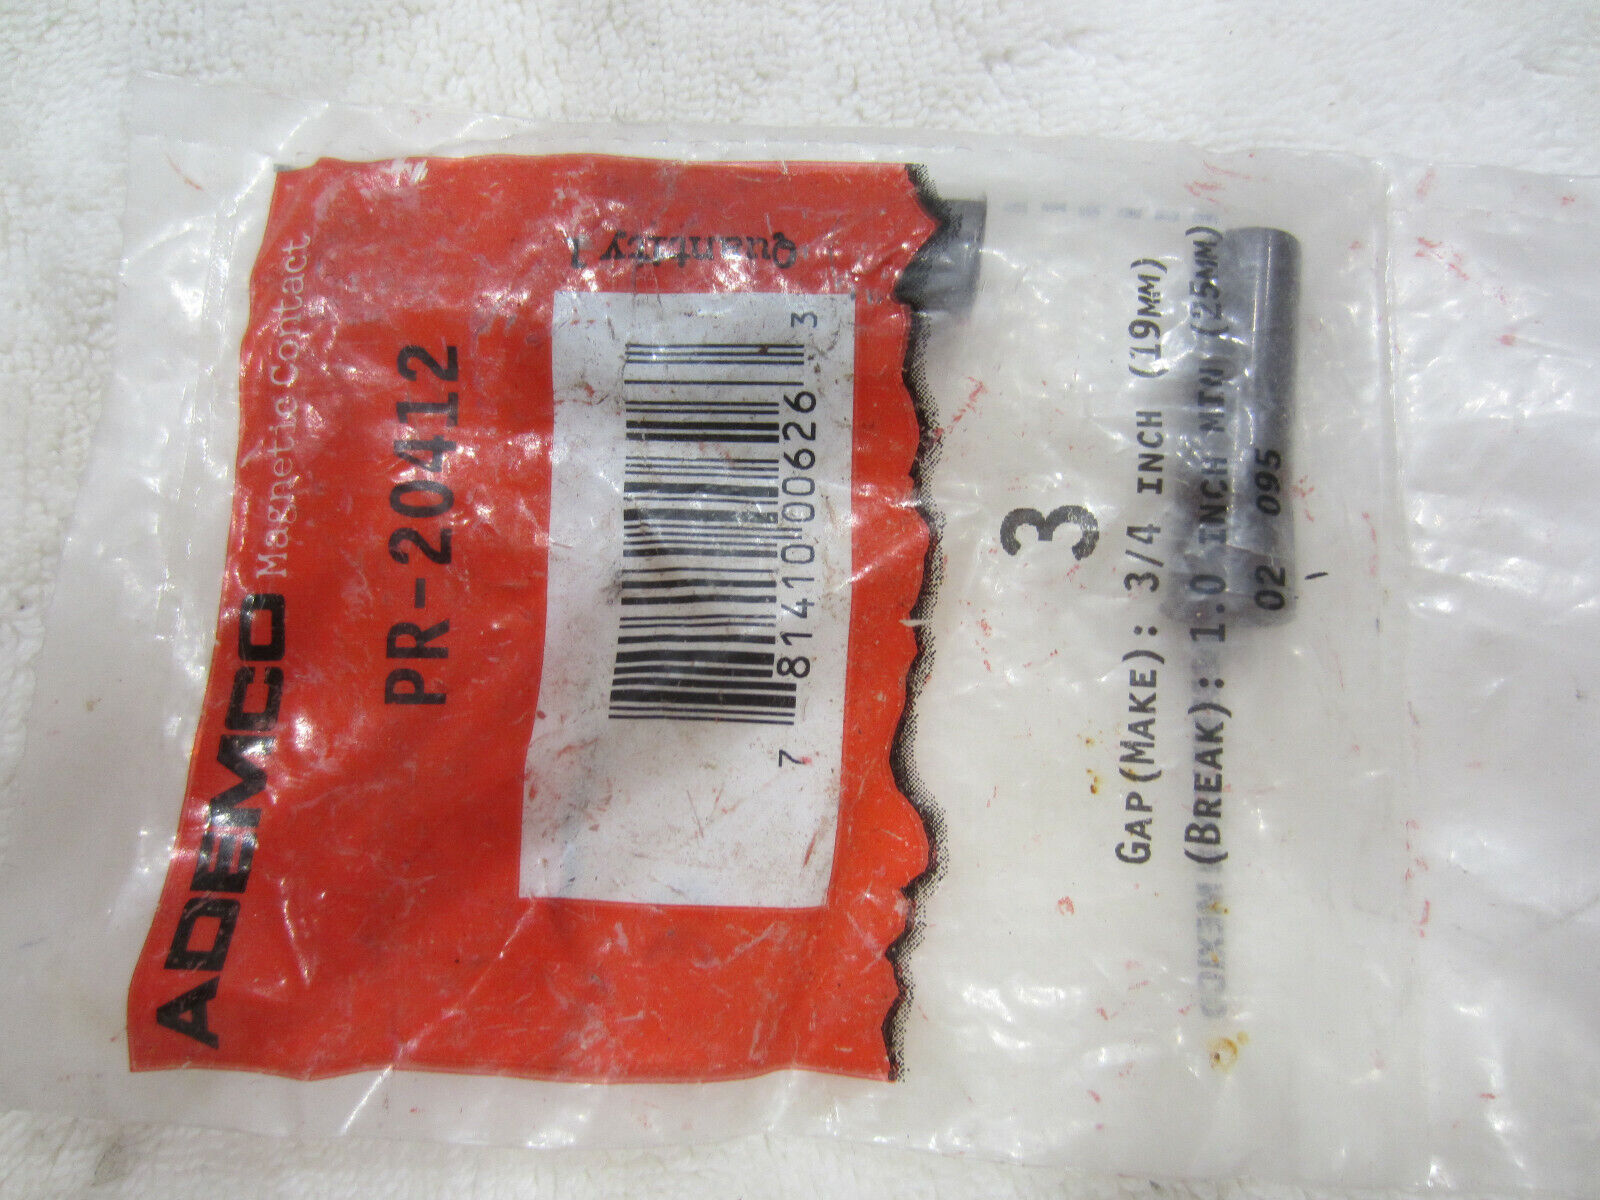 ADEMCO Magnetic Contact
PR-20412
Quantity 1
7 81410 00626 3
3
GAP(MAKE): 3/4 INCH (19MM)
(BREAK): 1.0 INCH MIN (25MM)
02 095